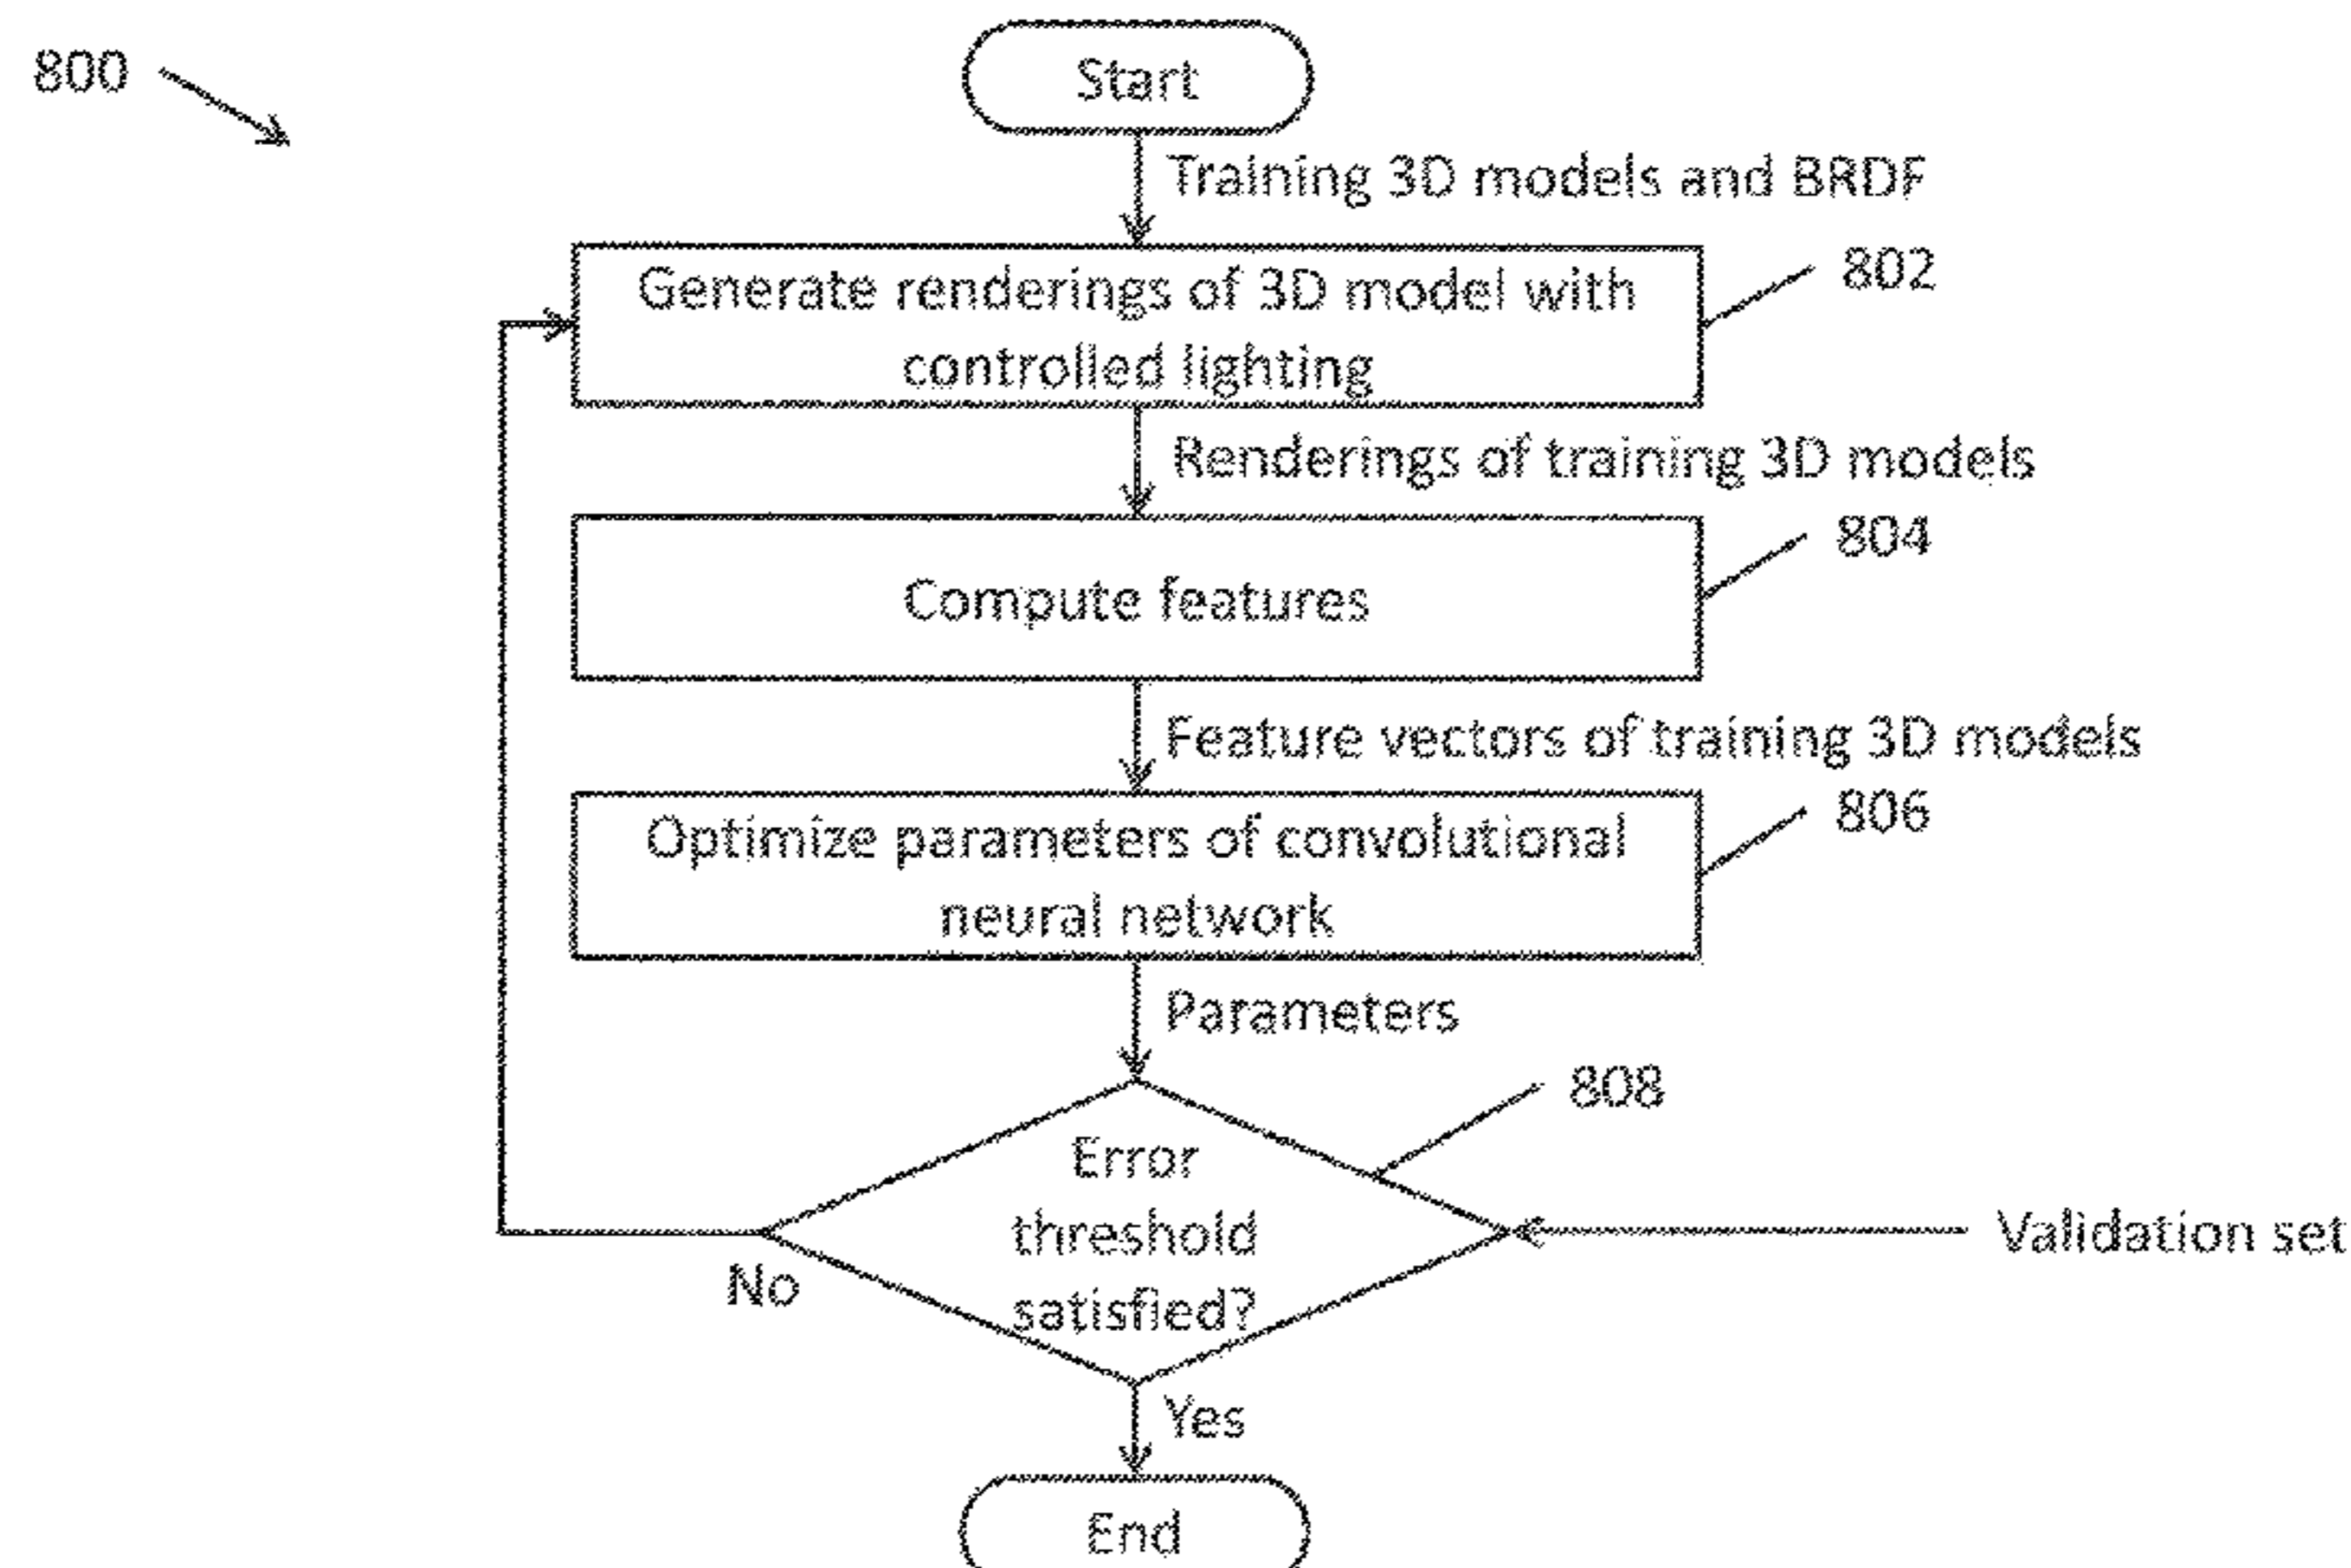 800
Start
Training 3D models and BRDF
Generate renderings of 3D model with
controlled lighting
802
Renderings of training 3D models
804
Compute features
Feature vectors of training 3D models
Optimize parameters of convolutional
neural network
806
Parameters
808
Error
threshold
satisfied?
Validation set
No
Yes
End